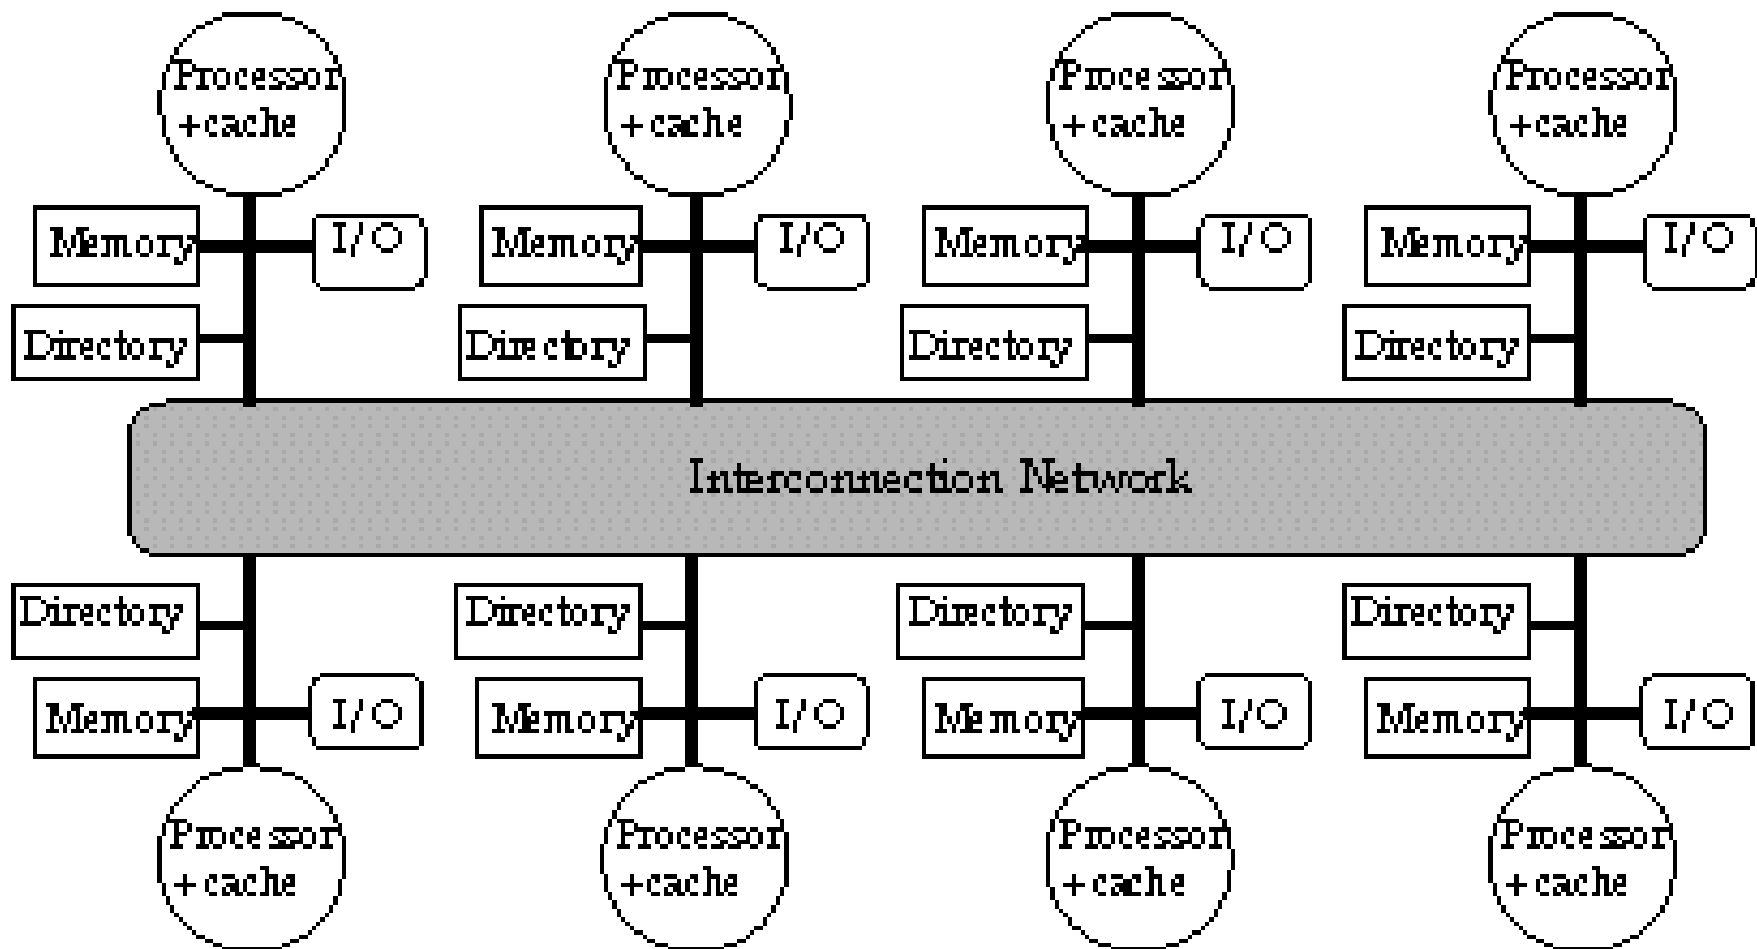 Processor
+cache
Processor
+cache
Processor
+cache
Processor
+cache
Memory
I/O
Memory
I/O
Memory
I/O
Memory
I/O
Directory
Directory
Directory
Directory
Interconnection Network
Directory
Directory
Directory
Directory
Memory
I/O
Memory
I/O
Memory
I/O
Memory
I/O
Processor
+cache
Processor
+cache
Processor
+cache
Processor
+cache